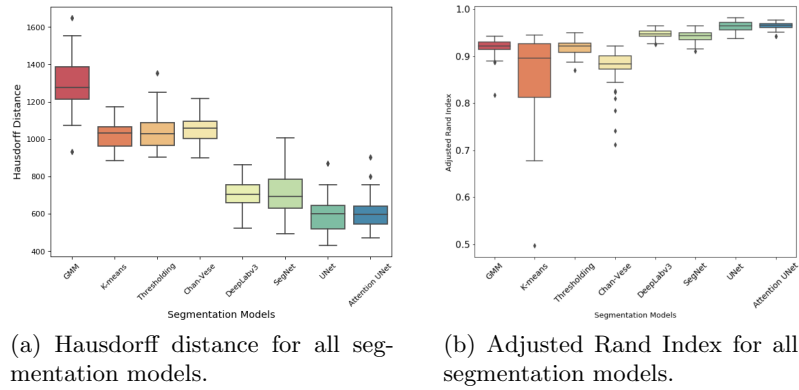 1600
1400
1200
1000
800
600
400
Hausdorff Distance
GMM
K-means
Thresholding
Chan-Vese
DeepLabv3
SegNet
UNet
Attention UNet
Segmentation Models
1.0
0.9
0.8
0.7
0.6
0.5
Adjusted Rand Index
GMM
K-means
Thresholding
Chan-Vese
DeepLabv3
SegNet
UNet
Attention UNet
Segmentation Models
(a) Hausdorff distance for all seg-
mentation models.
(b) Adjusted Rand Index for all
segmentation models.